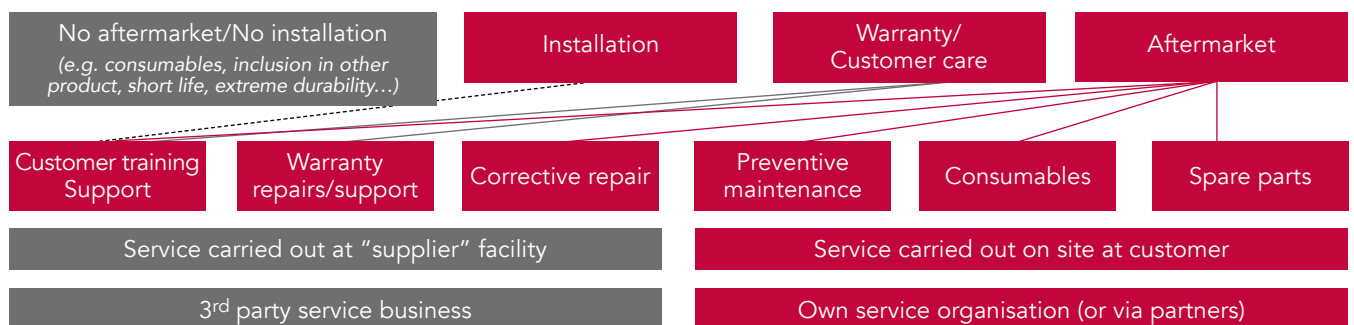 No aftermarket/No installation
(e.g. consumables, inclusion in other
product, short life, extreme durability…)
Installation
Warranty/
Customer care
Aftermarket
Customer training
Support
Warranty
repairs/support
Corrective repair
Preventive
maintenance
Consumables
Spare parts
Service carried out at “supplier” facility
Service carried out on site at customer
3rd party service business
Own service organisation (or via partners)